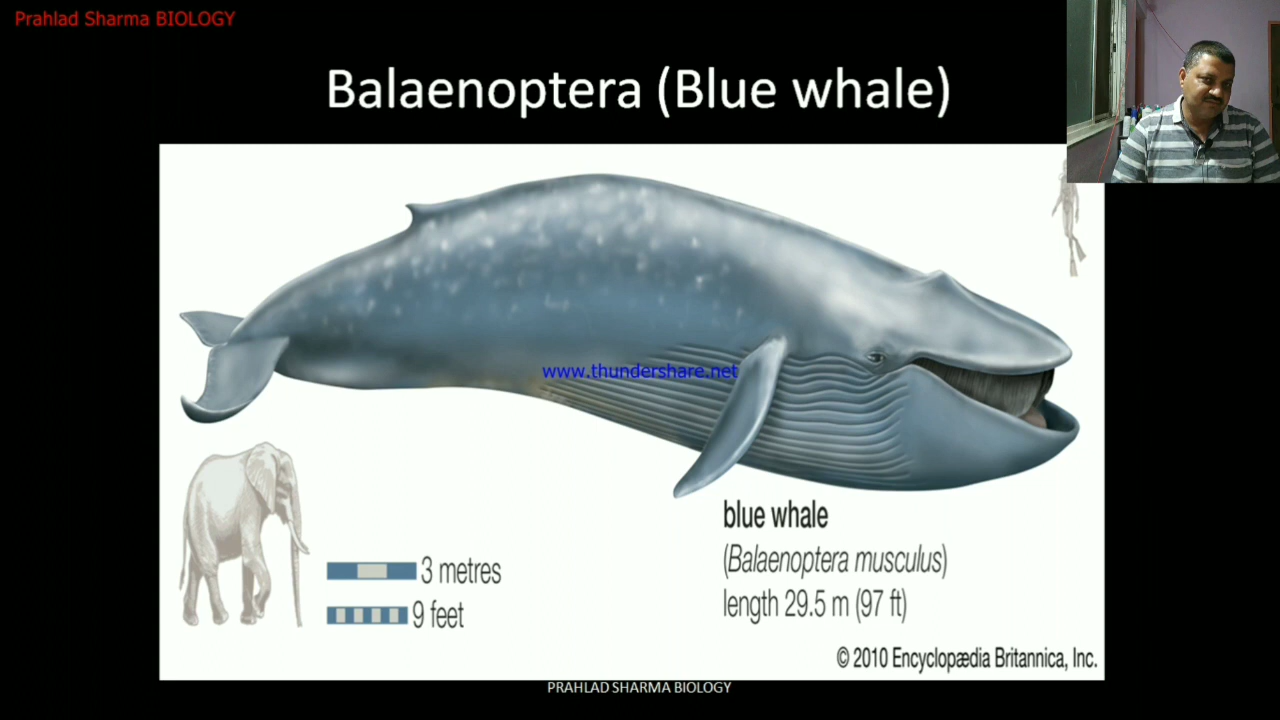 Prahlad Sharma BIOLOGY
Balaenoptera (Blue whale)
www.thundershare.net
blue whale
(Balaenoptera musculus)
length 29.5 m (97 ft)
3 metres
9 feet
© 2010 Encyclopædia Britannica, Inc.
PRAHLAD SHARMA BIOLOGY